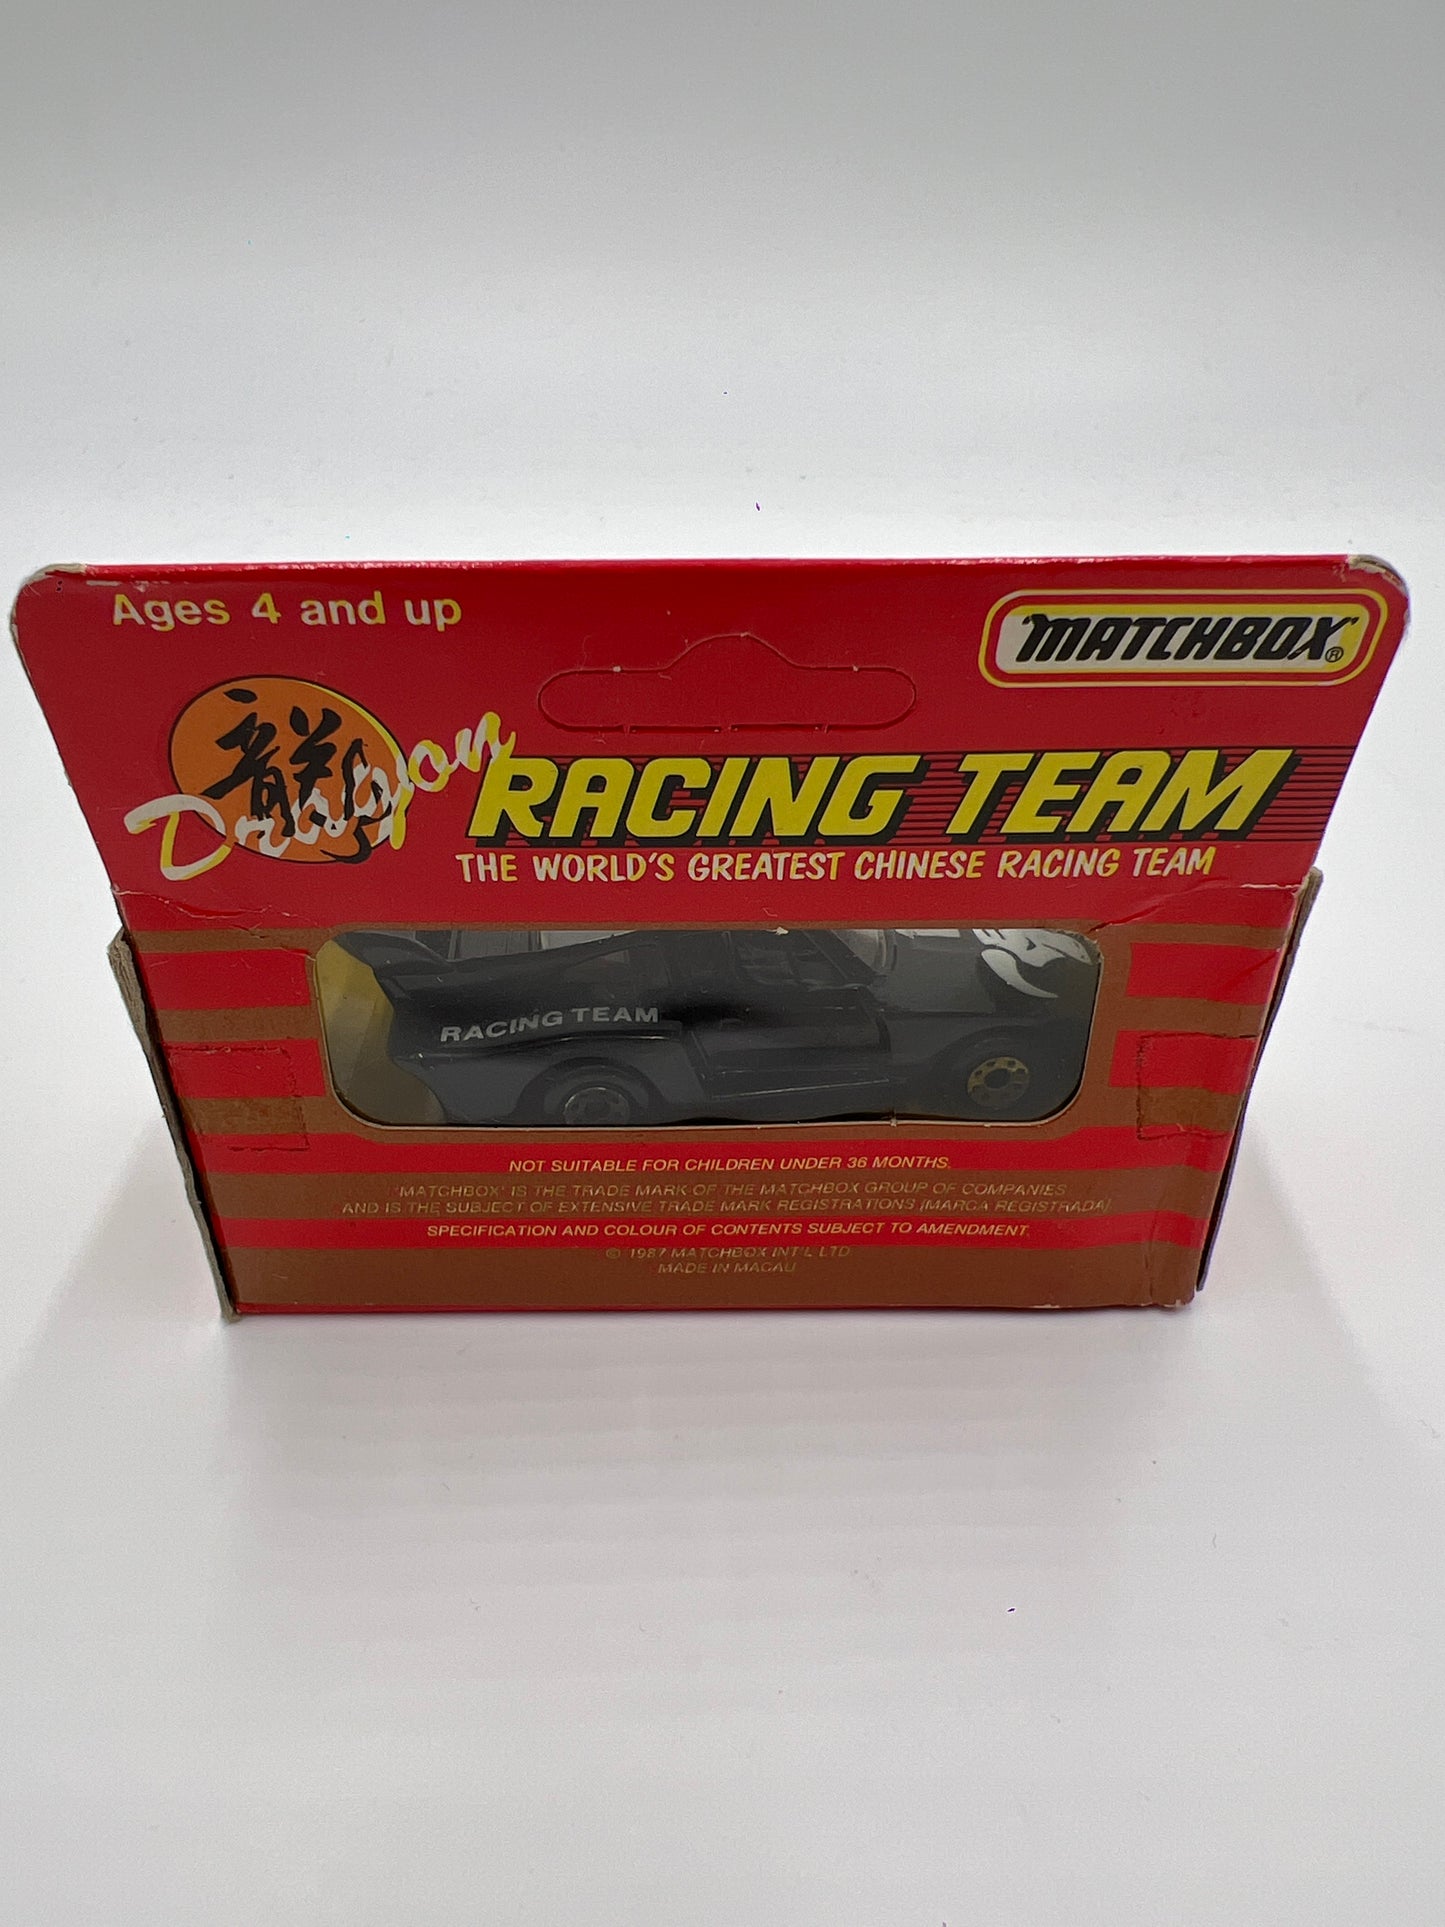 Ages 4 and up
'MATCHBOX'®
龍
Dragon
RACING TEAM
THE WORLD'S GREATEST CHINESE RACING TEAM
RACING TEAM
NOT SUITABLE FOR CHILDREN UNDER 36 MONTHS.
'MATCHBOX' IS THE TRADE MARK OF THE MATCHBOX GROUP OF COMPANIES
AND IS THE SUBJECT OF EXTENSIVE TRADE MARK REGISTRATIONS (MARCA REGISTRADA)
SPECIFICATION AND COLOUR OF CONTENTS SUBJECT TO AMENDMENT.
© 1987 MATCHBOX INT'L LTD.
MADE IN MACAU